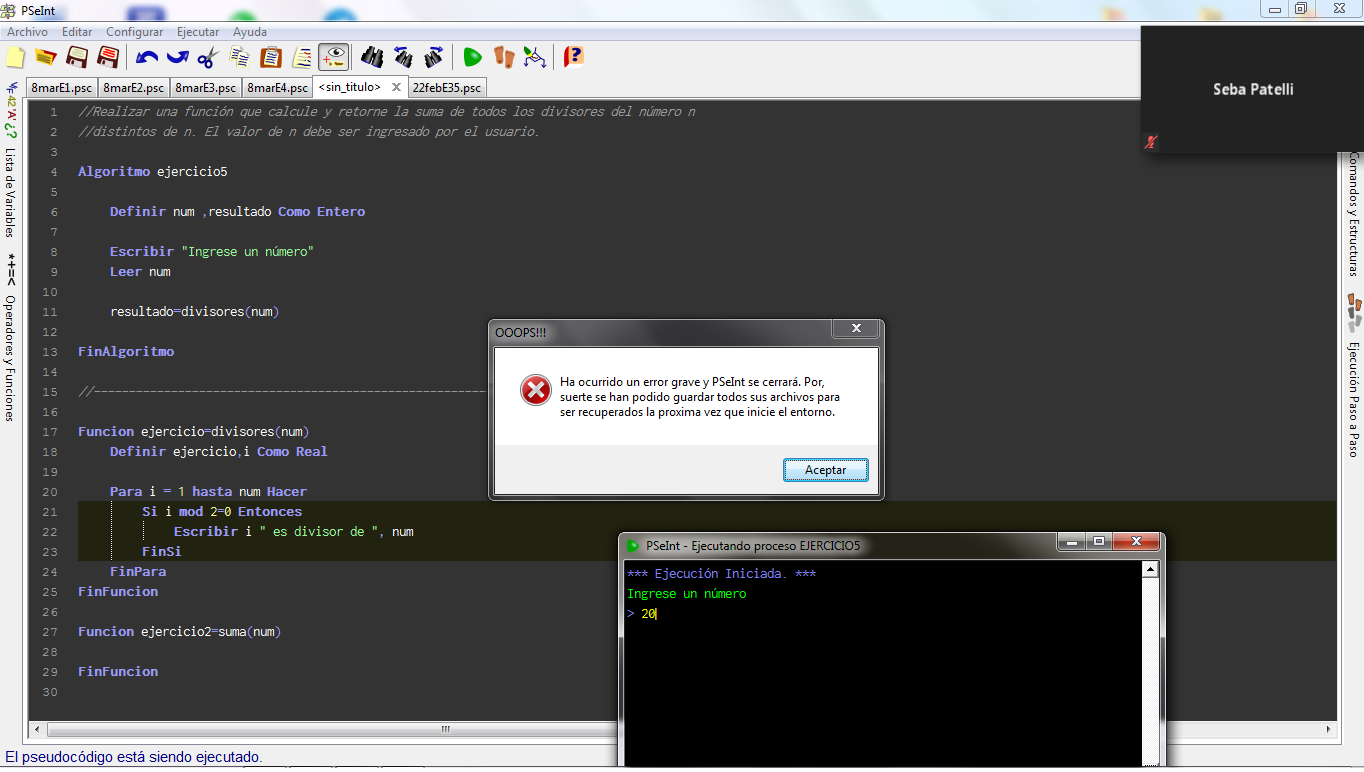 PSeInt
Archivo Editar Configurar Ejecutar Ayuda
8marE1.psc 8marE2.psc 8marE3.psc 8marE4.psc <sin_titulo> 22febE35.psc
Seba Patelli
Lista de Variables
*+=<
Operadores y Funciones
Comandos y Estructuras
Ejecución Paso a Paso
1 //Realizar una función que calcule y retorne la suma de todos los divisores del número n
2 //distintos de n. El valor de n debe ser ingresado por el usuario.
3
4 Algoritmo ejercicio5
5
6 Definir num ,resultado Como Entero
7
8 Escribir "Ingrese un número"
9 Leer num
10
11 resultado=divisores(num)
12
13 FinAlgoritmo
14
15 //----------------------------------------------------------
16
17 Funcion ejercicio=divisores(num)
18 Definir ejercicio,i Como Real
19
20 Para i = 1 hasta num Hacer
21 Si i mod 2=0 Entonces
22 Escribir i " es divisor de ", num
23 FinSi
24 FinPara
25 FinFuncion
26
27 Funcion ejercicio2=suma(num)
28
29 FinFuncion
30
OOOPS!!!
Ha ocurrido un error grave y PSeInt se cerrará. Por,
suerte se han podido guardar todos sus archivos para
ser recuperados la proxima vez que inicie el entorno.
Aceptar
PSeInt - Ejecutando proceso EJERCICIO5
*** Ejecución Iniciada. ***
Ingrese un número
> 20
El pseudocódigo está siendo ejecutado.